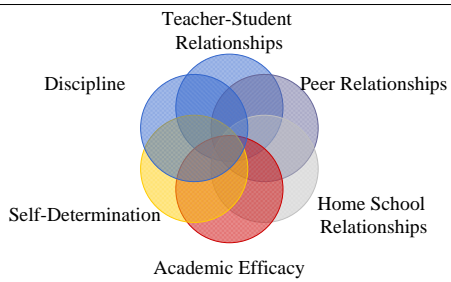 Teacher-Student
Relationships
Discipline
Peer Relationships
Self-Determination
Home School
Relationships
Academic Efficacy